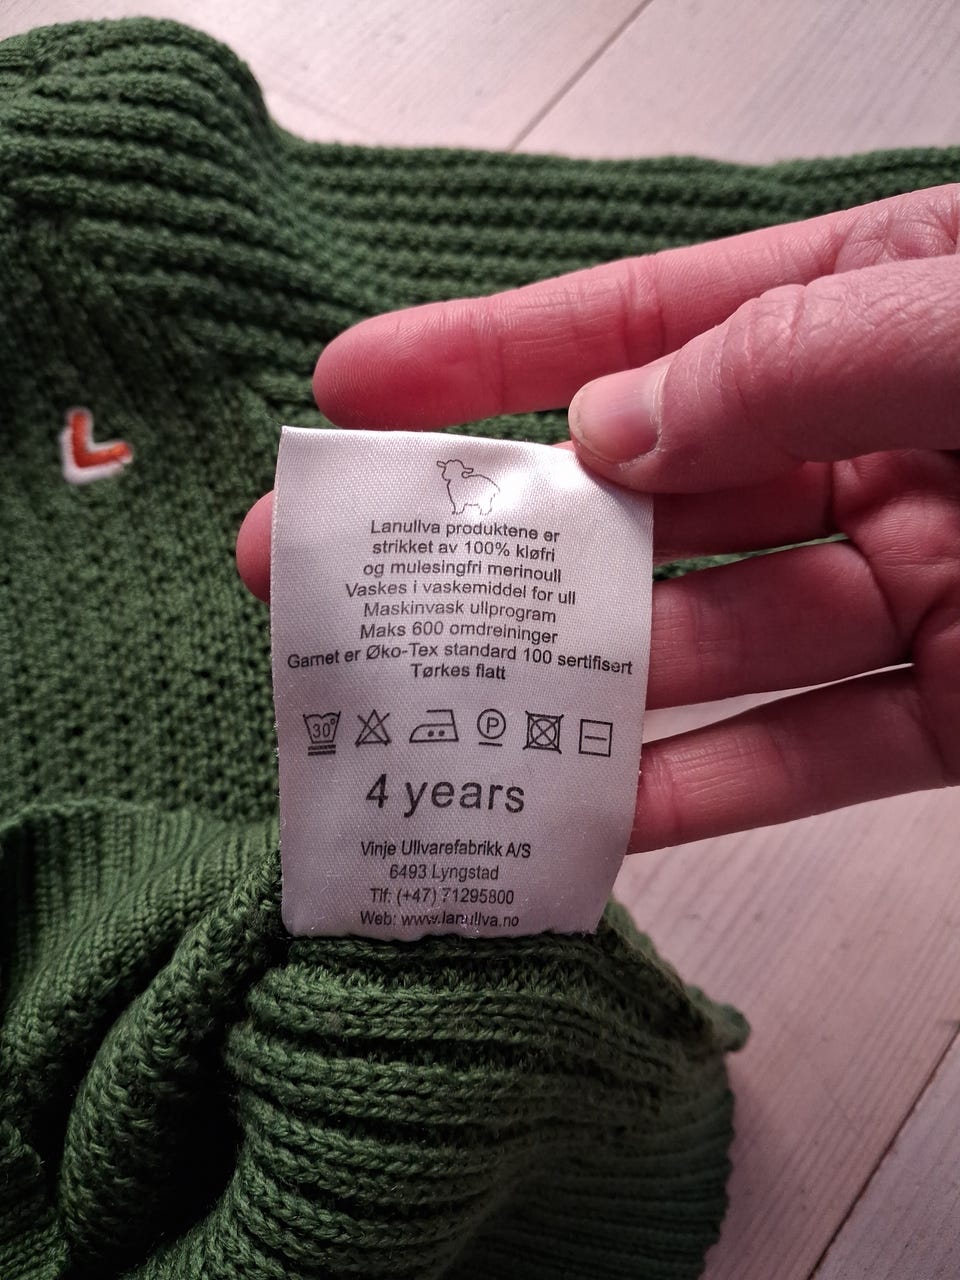 L
Lanullva produktene er
strikket av 100% kløfri
og mulesingfri merinoull
Vaskes i vaskemiddel for ull
Maskinvask ullprogram
Maks 600 omdreininger
Garnet er Øko-Tex standard 100 sertifisert
Tørkes flatt
30° P
4 years
Vinje Ullvarefabrikk A/S
6493 Lyngstad
Tlf: (+47) 71295800
Web: www.lanullva.no